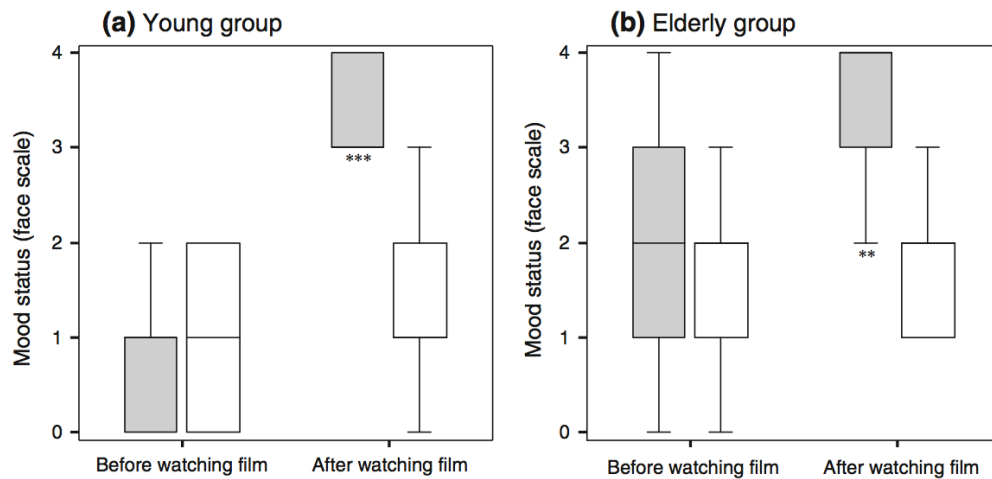 (a) Young group
Mood status (face scale)
4
3
2
1
0
***
Before watching film
After watching film
(b) Elderly group
Mood status (face scale)
4
3
2
1
0
**
Before watching film
After watching film